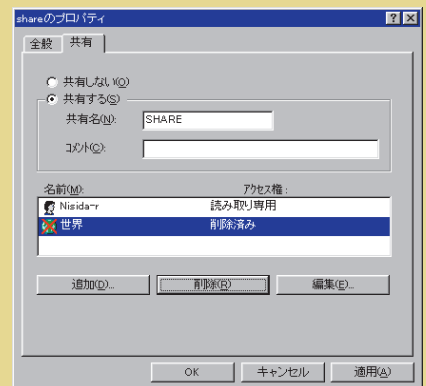 shareのプロパティ
全般 共有
共有しない(O)
共有する(S)
共有名(N): SHARE
コメント(C):
名前(M): アクセス権:
Nisida-r 読み取り専用
世界 削除済み
追加(D)... 削除(R) 編集(E)...
OK キャンセル 適用(A)